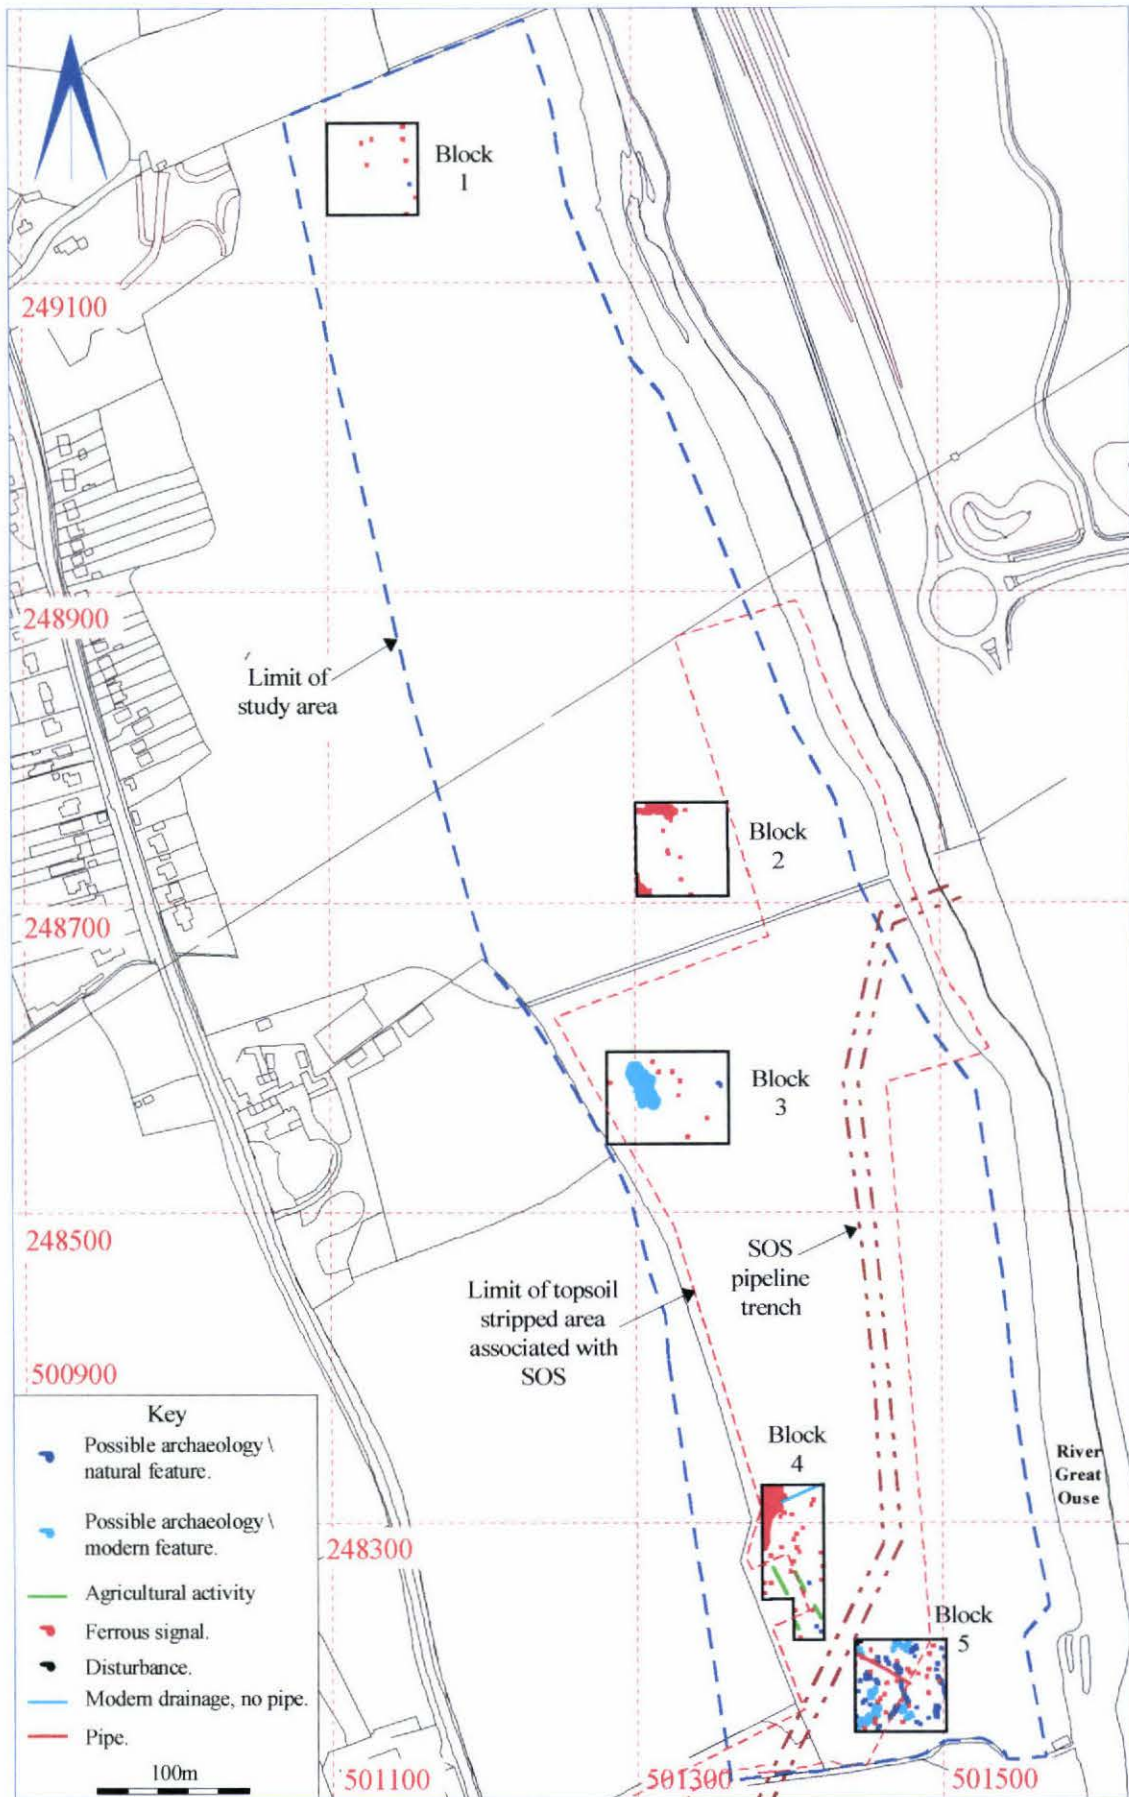 Block
1
249100
248900
Limit of
study area
Block
2
248700
Block
3
248500
SOS
pipeline
trench
Limit of topsoil
stripped area
associated with
SOS
500900
Block
4
River
Great
Ouse
248300
Block
5
Key
Possible archaeology \
natural feature.
Possible archaeology \
modern feature.
Agricultural activity
Ferrous signal.
Disturbance.
Modern drainage, no pipe.
Pipe.
100m
501100
501300
501500